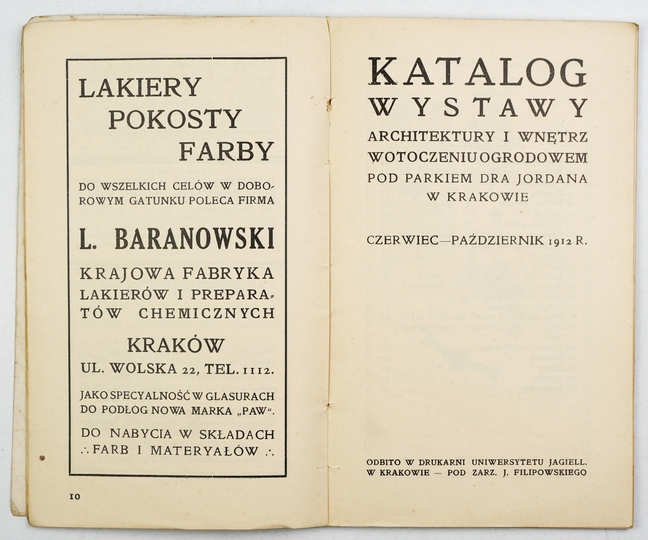 LAKIERY
POKOSTY
FARBY
DO WSZELKICH CELÓW W DOBO-
ROWYM GATUNKU POLECA FIRMA
L. BARANOWSKI
KRAJOWA FABRYKA
LAKIERÓW I PREPARA-
TÓW CHEMICZNYCH
KRAKÓW
UL. WOLSKA 22, TEL. 1112.
JAKO SPECYALNOŚĆ W GLASURACH
DO PODŁÓG NOWA MARKA „PAW“.
DO NABYCIA W SKŁADACH
∴ FARB I MATERYAŁÓW ∴
10
KATALOG
WYSTAWY
ARCHITEKTURY I WNĘTRZ
W OTOCZENIU OGRODOWEM
POD PARKIEM DRA JORDANA
W KRAKOWIE
CZERWIEC—PAŹDZIERNIK 1912 R.
ODBITO W DRUKARNI UNIWERSYTETU JAGIELL.
W KRAKOWIE — POD ZARZ. J. FILIPOWSKIEGO